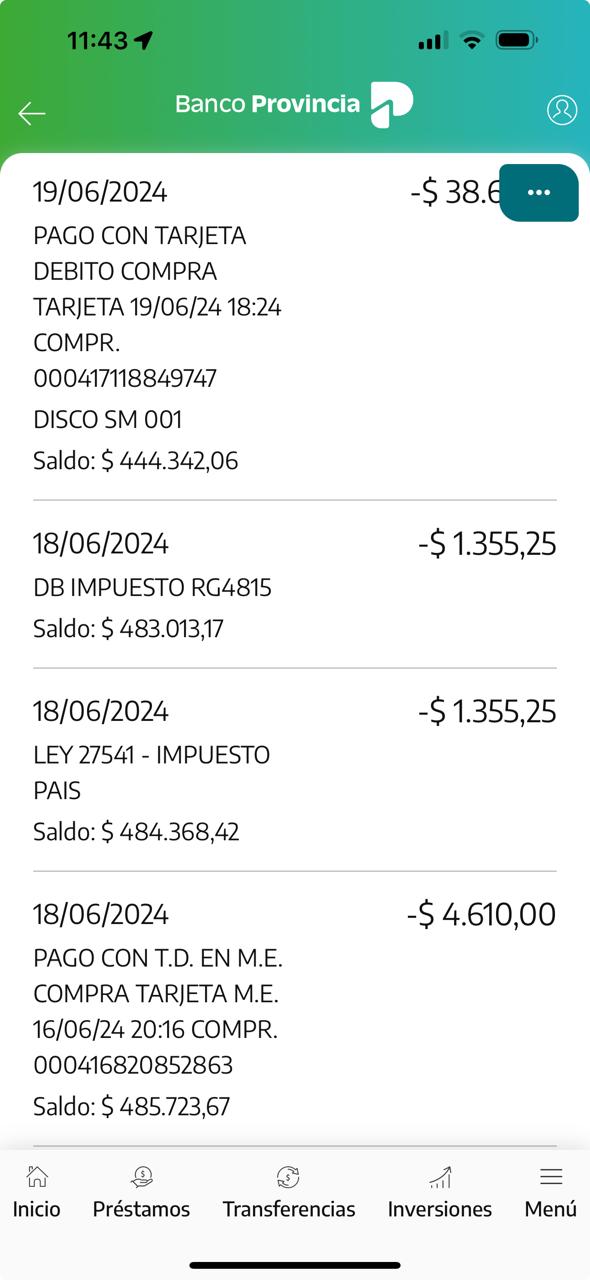 11:43
Banco Provincia
19/06/2024
-$ 38.6
PAGO CON TARJETA
DEBITO COMPRA
TARJETA 19/06/24 18:24
COMPR.
000417118849747
DISCO SM 001
Saldo: $ 444.342,06
18/06/2024
-$ 1.355,25
DB IMPUESTO RG4815
Saldo: $ 483.013,17
18/06/2024
-$ 1.355,25
LEY 27541 - IMPUESTO
PAIS
Saldo: $ 484.368,42
18/06/2024
-$ 4.610,00
PAGO CON T.D. EN M.E.
COMPRA TARJETA M.E.
16/06/24 20:16 COMPR.
000416820852863
Saldo: $ 485.723,67
Inicio Préstamos Transferencias Inversiones Menú